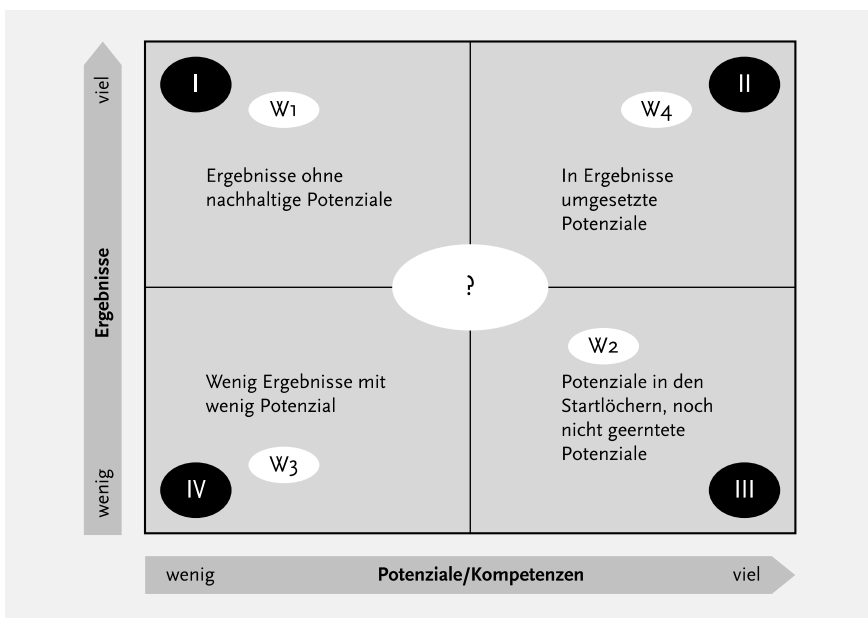 viel
Ergebnisse
wenig
I
W1
Ergebnisse ohne
nachhaltige Potenziale
II
W4
In Ergebnisse
umgesetzte
Potenziale
?
Wenig Ergebnisse mit
wenig Potenzial
W3
IV
W2
Potenziale in den
Startlöchern, noch
nicht geerntete
Potenziale
III
wenig
Potenziale/Kompetenzen
viel